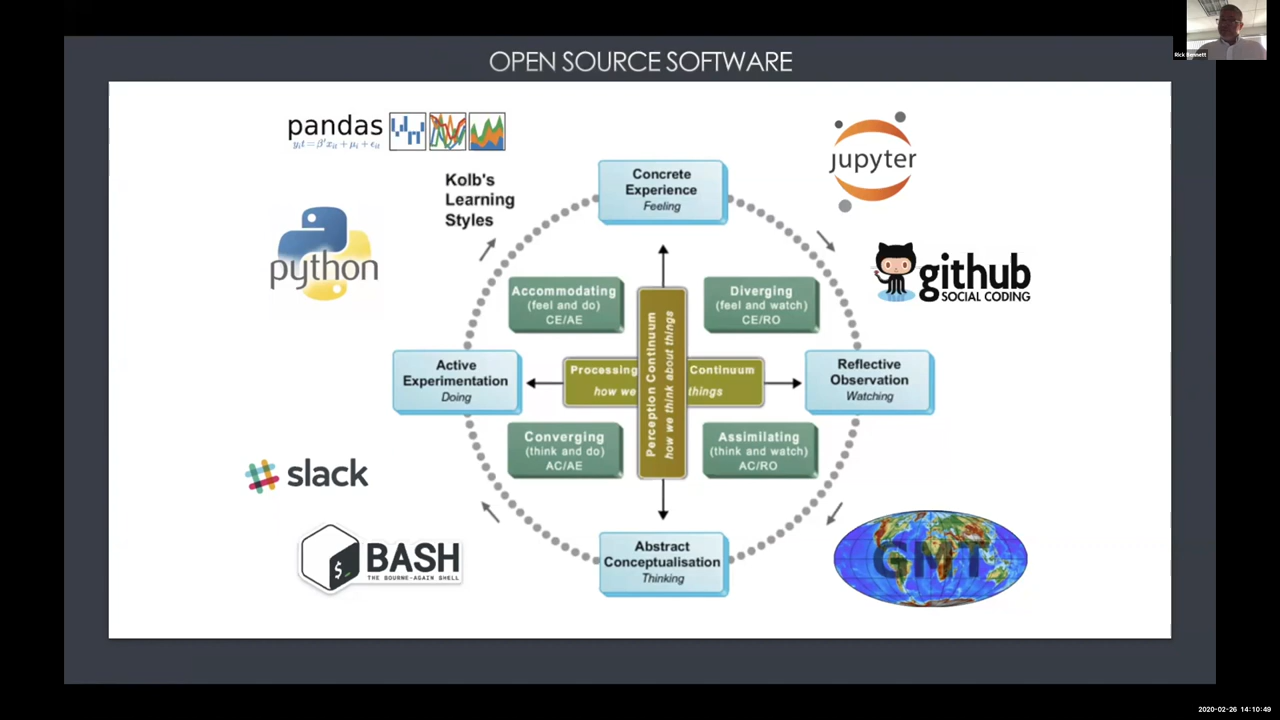 OPEN SOURCE SOFTWARE
Rick Bennett
pandas
Kolb's
Learning
Styles
Concrete
Experience
Feeling
jupyter
python
github
SOCIAL CODING
Accommodating
(feel and do)
CE/AE
Diverging
(feel and watch)
CE/RO
Active
Experimentation
Doing
Processing
Continuum
how we
things
Perception Continuum
how we think about things
Reflective
Observation
Watching
Converging
(think and do)
AC/AE
Assimilating
(think and watch)
AC/RO
slack
BASH
THE BOURNE-AGAIN SHELL
$_
Abstract
Conceptualisation
Thinking
GMT
2020-02-26 14:10:49